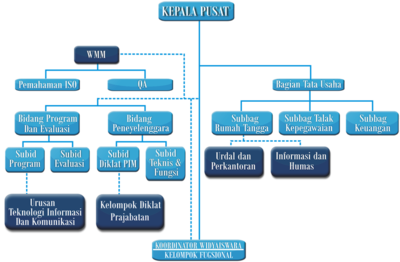 KEPALA PUSAT
WMM
Pemahaman ISO
QA
Bagian Tata Usaha
Bidang Program
Dan Evaluasi
Bidang
Peneyelenggara
Subbag
Rumah Tangga
Subbag Talak
Kepegawaian
Subbag
Keuangan
Subid
Program
Subid
Evaluasi
Subid
Diklat PIM
Subid
Teknis &
Fungsi
Urdal dan
Perkantoran
Informasi dan
Humas
Urusan
Teknologi Informasi
Dan Komunikasi
Kelompok Diklat
Prajabatan
KOORDINATOR WIDYAISWARA
KELOMPOK FUGSIONAL